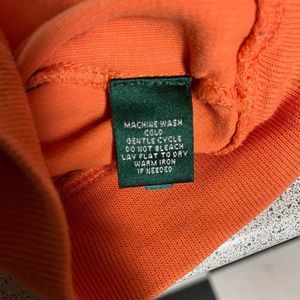 MACHINE WASH
COLD
GENTLE CYCLE
DO NOT BLEACH
LAY FLAT TO DRY
WARM IRON
IF NEEDED